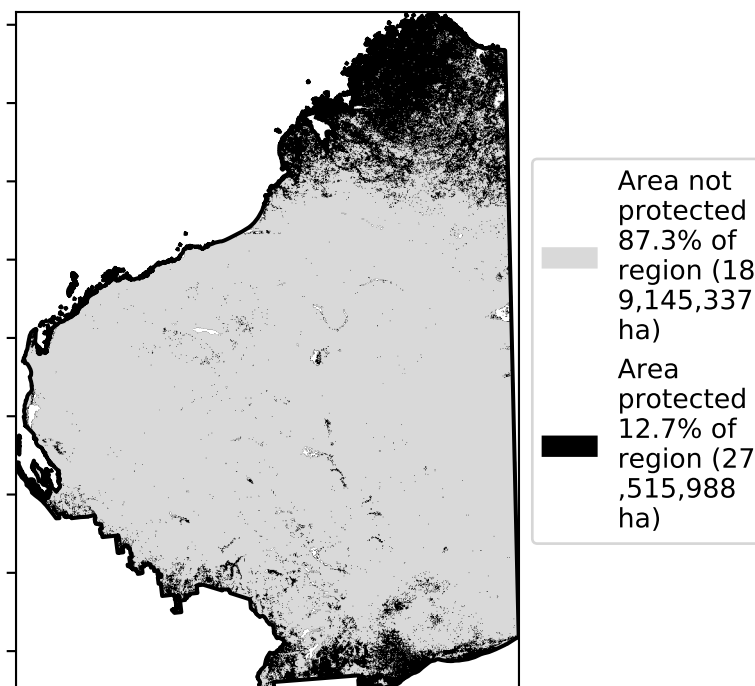 Area not
protected
87.3% of
region (18
9,145,337
ha)
Area
protected
12.7% of
region (27
,515,988
ha)